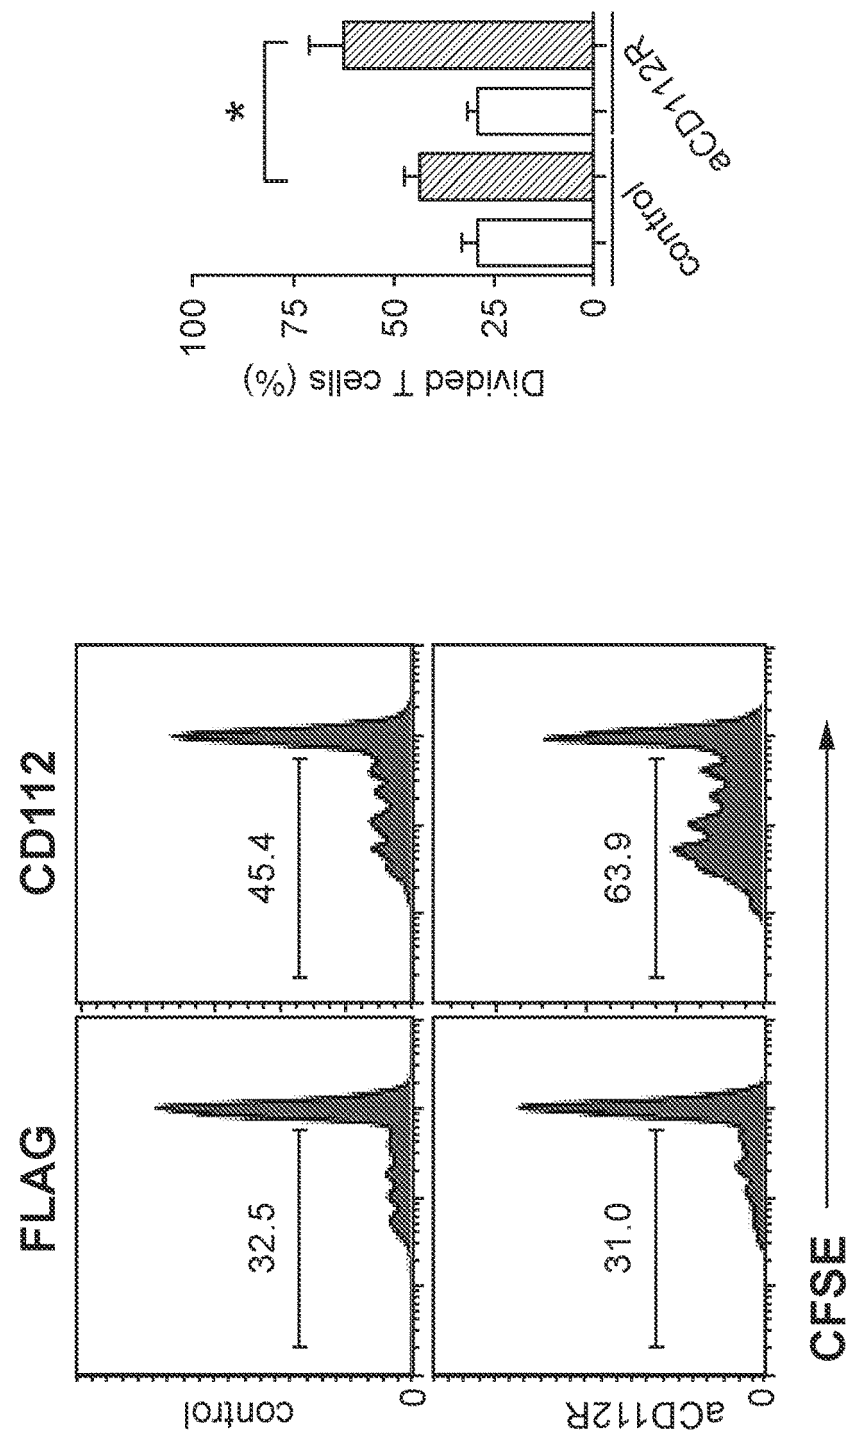 FLAG
CD112
control
32.5
45.4
0
aCD112R
31.0
63.9
0
CFSE
Divided T cells (%)
100
75
50
25
0
*
control
aCD112R